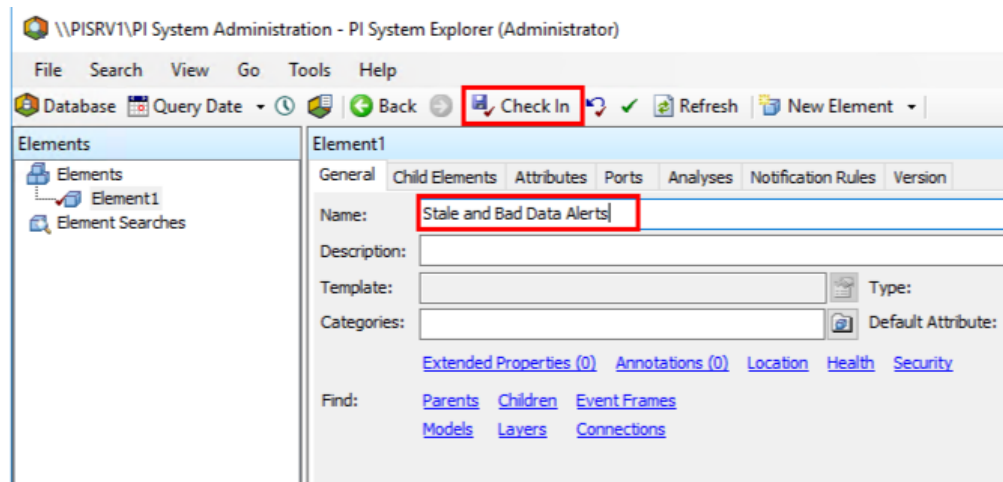 \\PISRV1\PI System Administration - PI System Explorer (Administrator)
File Search View Go Tools Help
Database Query Date Back Check In Refresh New Element
Elements
Elements
Element1
Element Searches
Element1
General Child Elements Attributes Ports Analyses Notification Rules Version
Name: Stale and Bad Data Alerts
Description:
Template: Type:
Categories: Default Attribute:
Extended Properties (0) Annotations (0) Location Health Security
Find: Parents Children Event Frames
Models Layers Connections